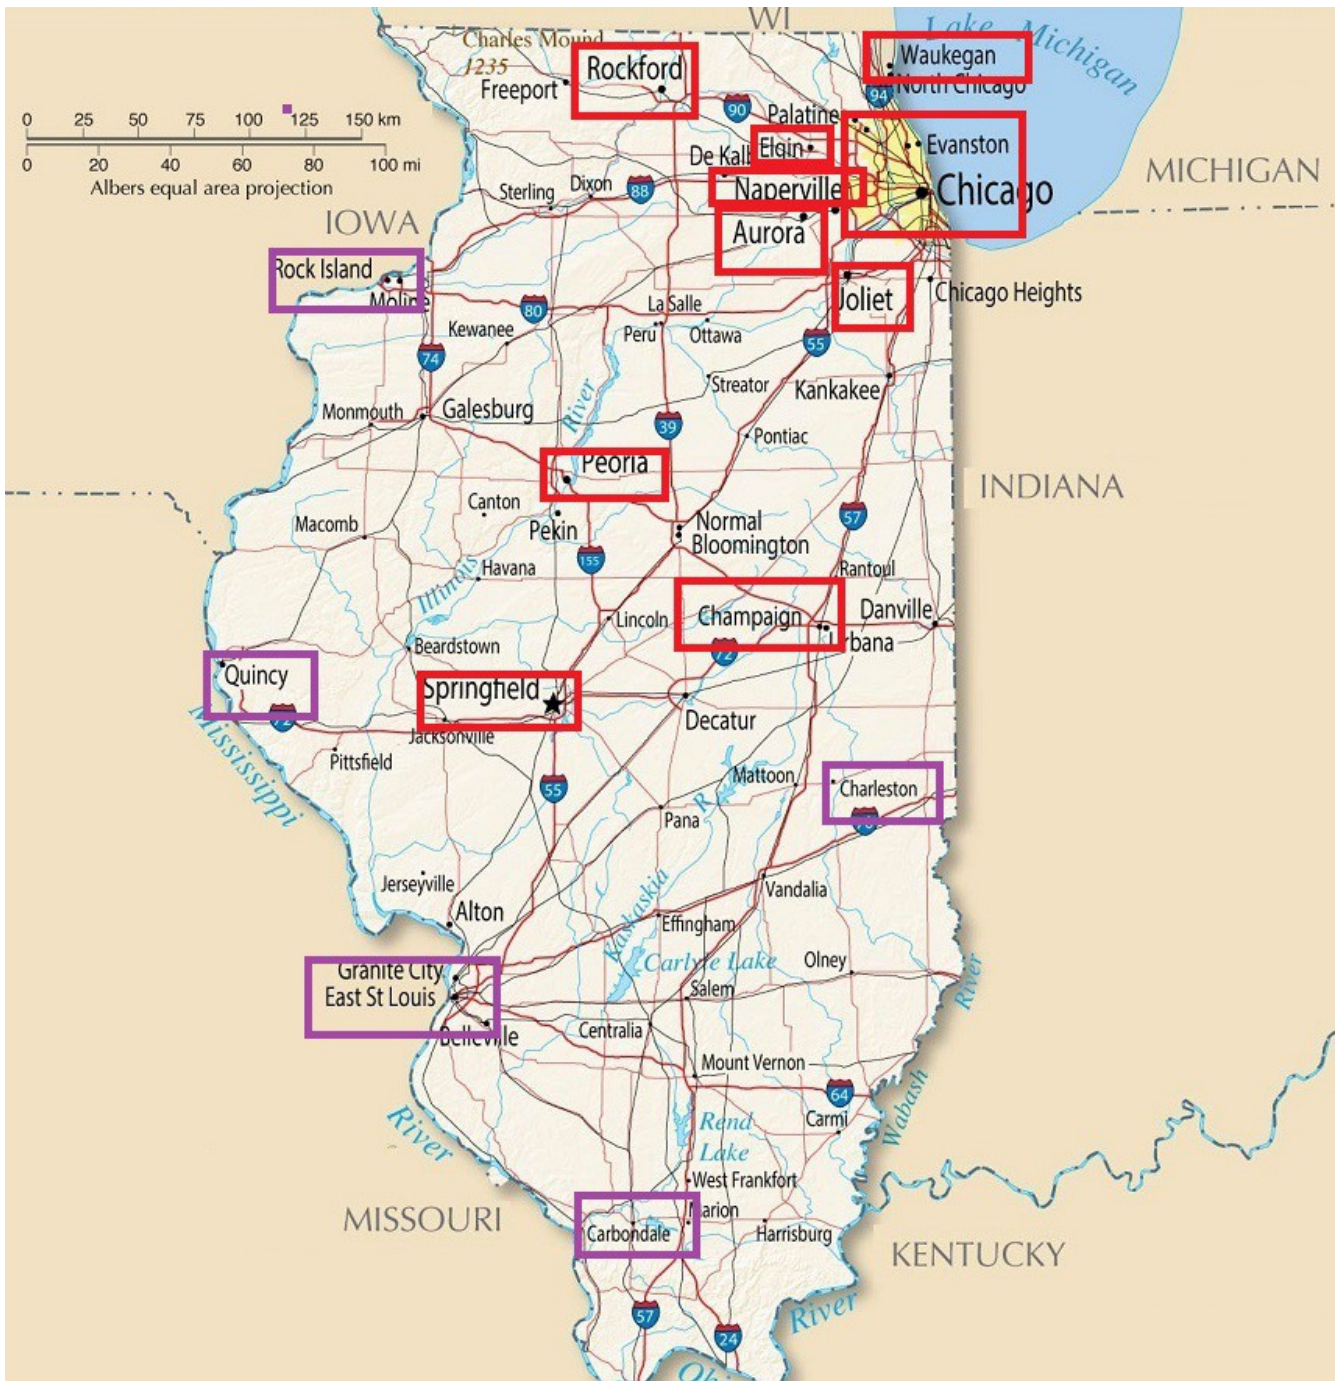 WI
Lake Michigan
Charles Mound
1235
Rockford
Waukegan
Freeport
North Chicago
94
90
Palatine
0 25 50 75 100 125 150 km
0 20 40 60 80 100 mi
Albers equal area projection
Elgin
Evanston
De Kalb
MICHIGAN
Naperville
Chicago
Sterling
Dixon
88
IOWA
Aurora
Rock Island
Moline
Joliet
Chicago Heights
80
La Salle
Kewanee
Peru
Ottawa
55
74
Streator
Kankakee
River
Monmouth
Galesburg
39
Pontiac
Peoria
INDIANA
Canton
Macomb
Pekin
Normal
Bloomington
57
155
Havana
Rantoul
Illinois
Champaign
Danville
Lincoln
Urbana
Beardstown
72
Quincy
Springfield
72
Decatur
Jacksonville
Mississippi
Pittsfield
Mattoon
Charleston
55
R
Pana
70
Jerseyville
Vandalia
Alton
Effingham
Kaskaskia
Granite City
Carlyle Lake
Olney
East St Louis
Salem
River
Belleville
Centralia
Mount Vernon
64
Wabash
River
Rend
Lake
Carmi
West Frankfort
MISSOURI
Marion
Carbondale
Harrisburg
KENTUCKY
57
24
River
Ohi